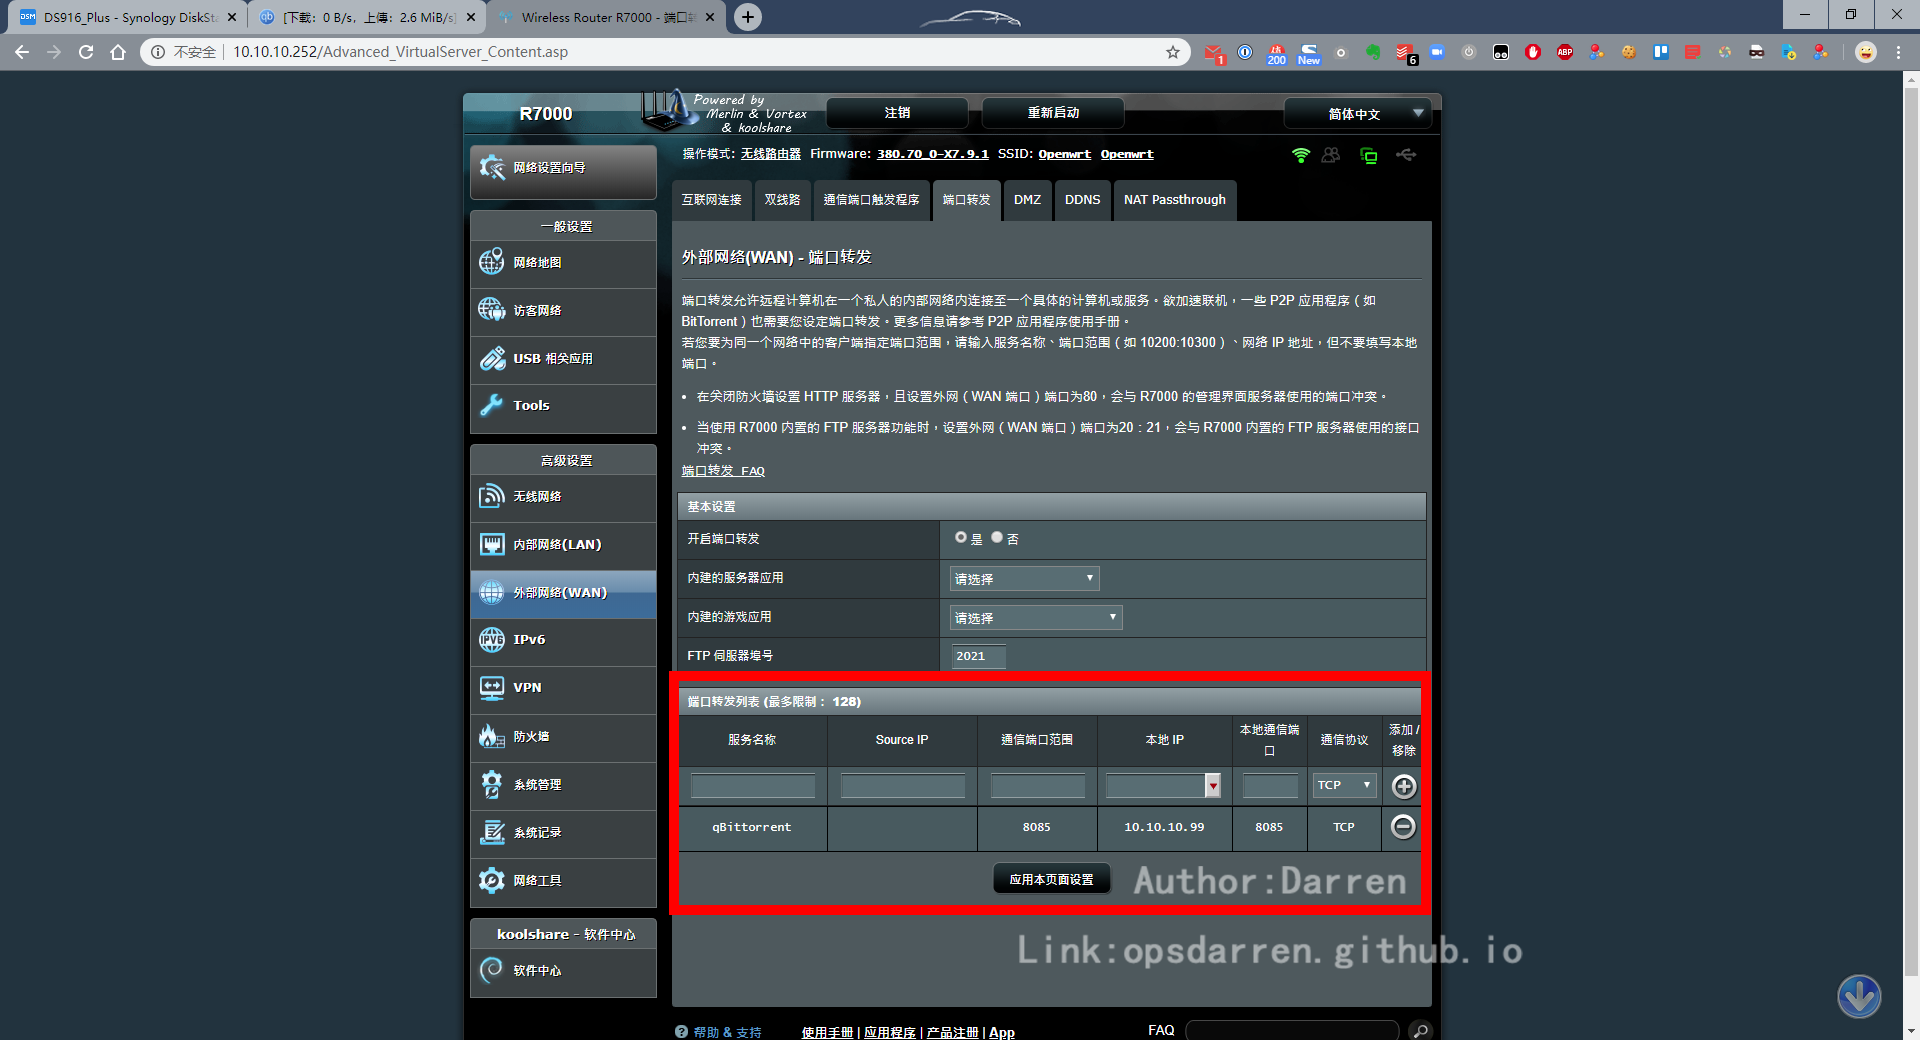 DS916_Plus - Synology DiskSta
[下載：0 B/s，上傳：2.6 MiB/s]
Wireless Router R7000 - 端口转
不安全 10.10.10.252/Advanced_VirtualServer_Content.asp
1
200
New
6
ABP
R7000
Powered by
Merlin & Vortex
& koolshare
注销
重新启动
简体中文
操作模式: 无线路由器 Firmware: 380.70_0-X7.9.1 SSID: Openwrt Openwrt
网络设置向导
一般设置
网络地图
访客网络
USB 相关应用
Tools
高级设置
无线网络
内部网络(LAN)
外部网络(WAN)
IPv6
VPN
防火墙
系统管理
系统记录
网络工具
koolshare - 软件中心
软件中心
互联网连接 双线路 通信端口触发程序 端口转发 DMZ DDNS NAT Passthrough
外部网络(WAN) - 端口转发
端口转发允许远程计算机在一个私人的内部网络内连接至一个具体的计算机或服务。欲加速联机，一些 P2P 应用程序（如
BitTorrent）也需要您设定端口转发。更多信息请参考 P2P 应用程序使用手册。
若您要为同一个网络中的客户端指定端口范围，请输入服务名称、端口范围（如 10200:10300）、网络 IP 地址，但不要填写本地
端口。
在关闭防火墙设置 HTTP 服务器，且设置外网（WAN 端口）端口为80，会与 R7000 的管理界面服务器使用的端口冲突。
当使用 R7000 内置的 FTP 服务器功能时，设置外网（WAN 端口）端口为20：21，会与 R7000 内置的 FTP 服务器使用的接口
冲突。
端口转发 FAQ
基本设置
开启端口转发 是 否
内建的服务器应用 请选择
内建的游戏应用 请选择
FTP 伺服器埠号 2021
端口转发列表 (最多限制： 128)
服务名称 Source IP 通信端口范围 本地 IP 本地通信端口 通信协议 添加 / 移除
TCP
qBittorrent 8085 10.10.10.99 8085 TCP
应用本页面设置
Author:Darren
Link:opsdarren.github.io
帮助 & 支持 使用手册 | 应用程序 | 产品注册 | App FAQ